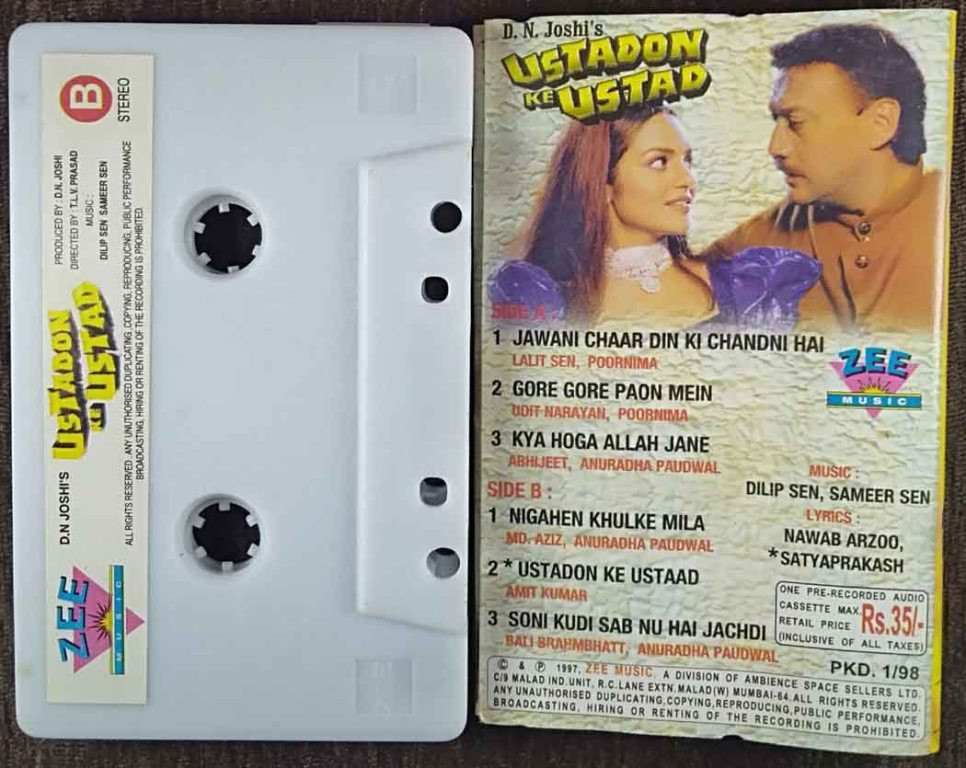 B
STEREO
PRODUCED BY : D.N. JOSHI
DIRECTED BY : T.L.V. PRASAD
MUSIC :
DILIP SEN SAMEER SEN
D.N JOSHI'S
USTADON
KE USTAD
ALL RIGHTS RESERVED. ANY UNAUTHORISED DUPLICATING, COPYING, REPRODUCING, PUBLIC PERFORMANCE
BROADCASTING, HIRING OR RENTING OF THE RECORDING IS PROHIBITED.
ZEE
MUSIC
D. N. Joshi's
USTADON
KE USTAD
SIDE A :
1 JAWANI CHAAR DIN KI CHANDNI HAI
LALIT SEN, POORNIMA
2 GORE GORE PAON MEIN
UDIT NARAYAN, POORNIMA
3 KYA HOGA ALLAH JANE
ABHIJEET, ANURADHA PAUDWAL
SIDE B :
1 NIGAHEN KHULKE MILA
MD. AZIZ, ANURADHA PAUDWAL
2 * USTADON KE USTAAD
AMIT KUMAR
3 SONI KUDI SAB NU HAI JACHDI
BALI BRAHMBHATT, ANURADHA PAUDWAL
ZEE
MUSIC
MUSIC :
DILIP SEN, SAMEER SEN
LYRICS :
NAWAB ARZOO,
*SATYAPRAKASH
ONE PRE-RECORDED AUDIO
CASSETTE MAX.
RETAIL PRICE Rs.35/-
(INCLUSIVE OF ALL TAXES)
PKD. 1/98
© & ℗ 1997, ZEE MUSIC, A DIVISION OF AMBIENCE SPACE SELLERS LTD.
C/9 MALAD IND.UNIT, R.C.LANE EXTN.MALAD(W) MUMBAI-64.ALL RIGHTS RESERVED.
ANY UNAUTHORISED DUPLICATING,COPYING,REPRODUCING,PUBLIC PERFORMANCE,
BROADCASTING, HIRING OR RENTING OF THE RECORDING IS PROHIBITED.